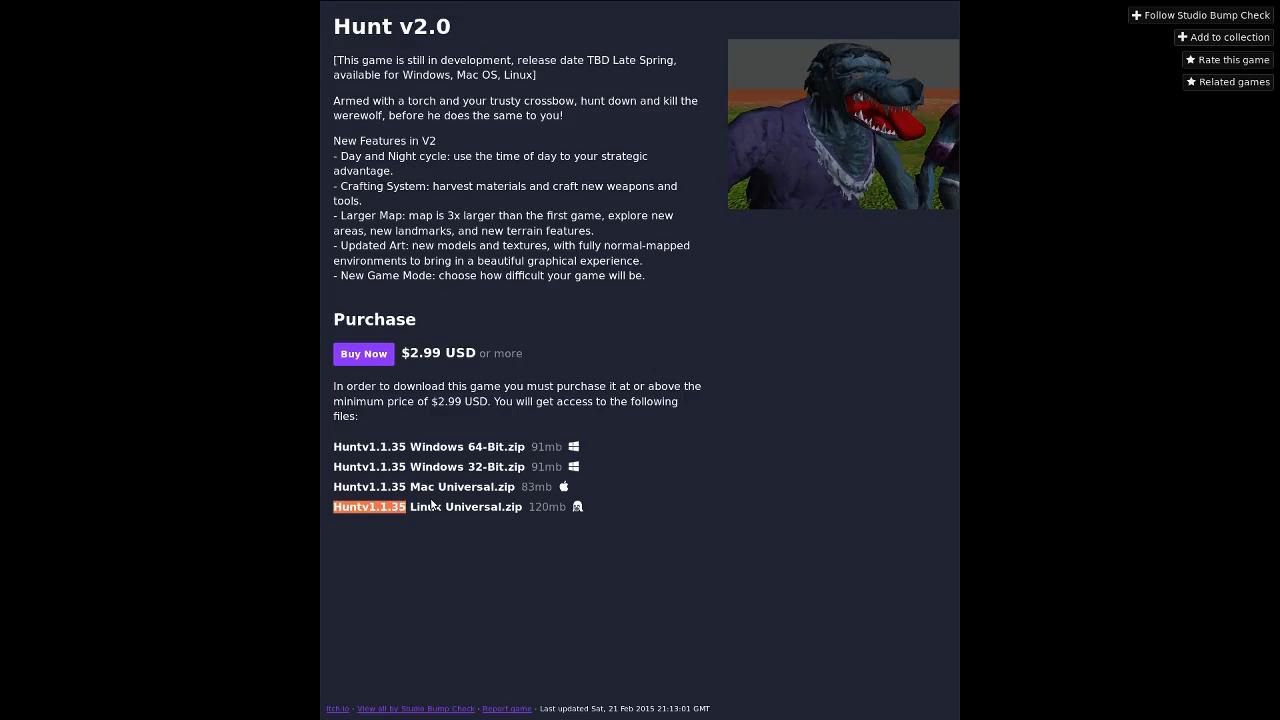 Hunt v2.0
[This game is still in development, release date TBD Late Spring,
available for Windows, Mac OS, Linux]
Armed with a torch and your trusty crossbow, hunt down and kill the
werewolf, before he does the same to you!
New Features in V2
- Day and Night cycle: use the time of day to your strategic
advantage.
- Crafting System: harvest materials and craft new weapons and
tools.
- Larger Map: map is 3x larger than the first game, explore new
areas, new landmarks, and new terrain features.
- Updated Art: new models and textures, with fully normal-mapped
environments to bring in a beautiful graphical experience.
- New Game Mode: choose how difficult your game will be.
Purchase
Buy Now $2.99 USD or more
In order to download this game you must purchase it at or above the
minimum price of $2.99 USD. You will get access to the following
files:
Huntv1.1.35 Windows 64-Bit.zip 91mb
Huntv1.1.35 Windows 32-Bit.zip 91mb
Huntv1.1.35 Mac Universal.zip 83mb
Huntv1.1.35 Linux Universal.zip 120mb
itch.io · View all by Studio Bump Check · Report game · Last updated Sat, 21 Feb 2015 21:13:01 GMT
Follow Studio Bump Check
Add to collection
Rate this game
Related games